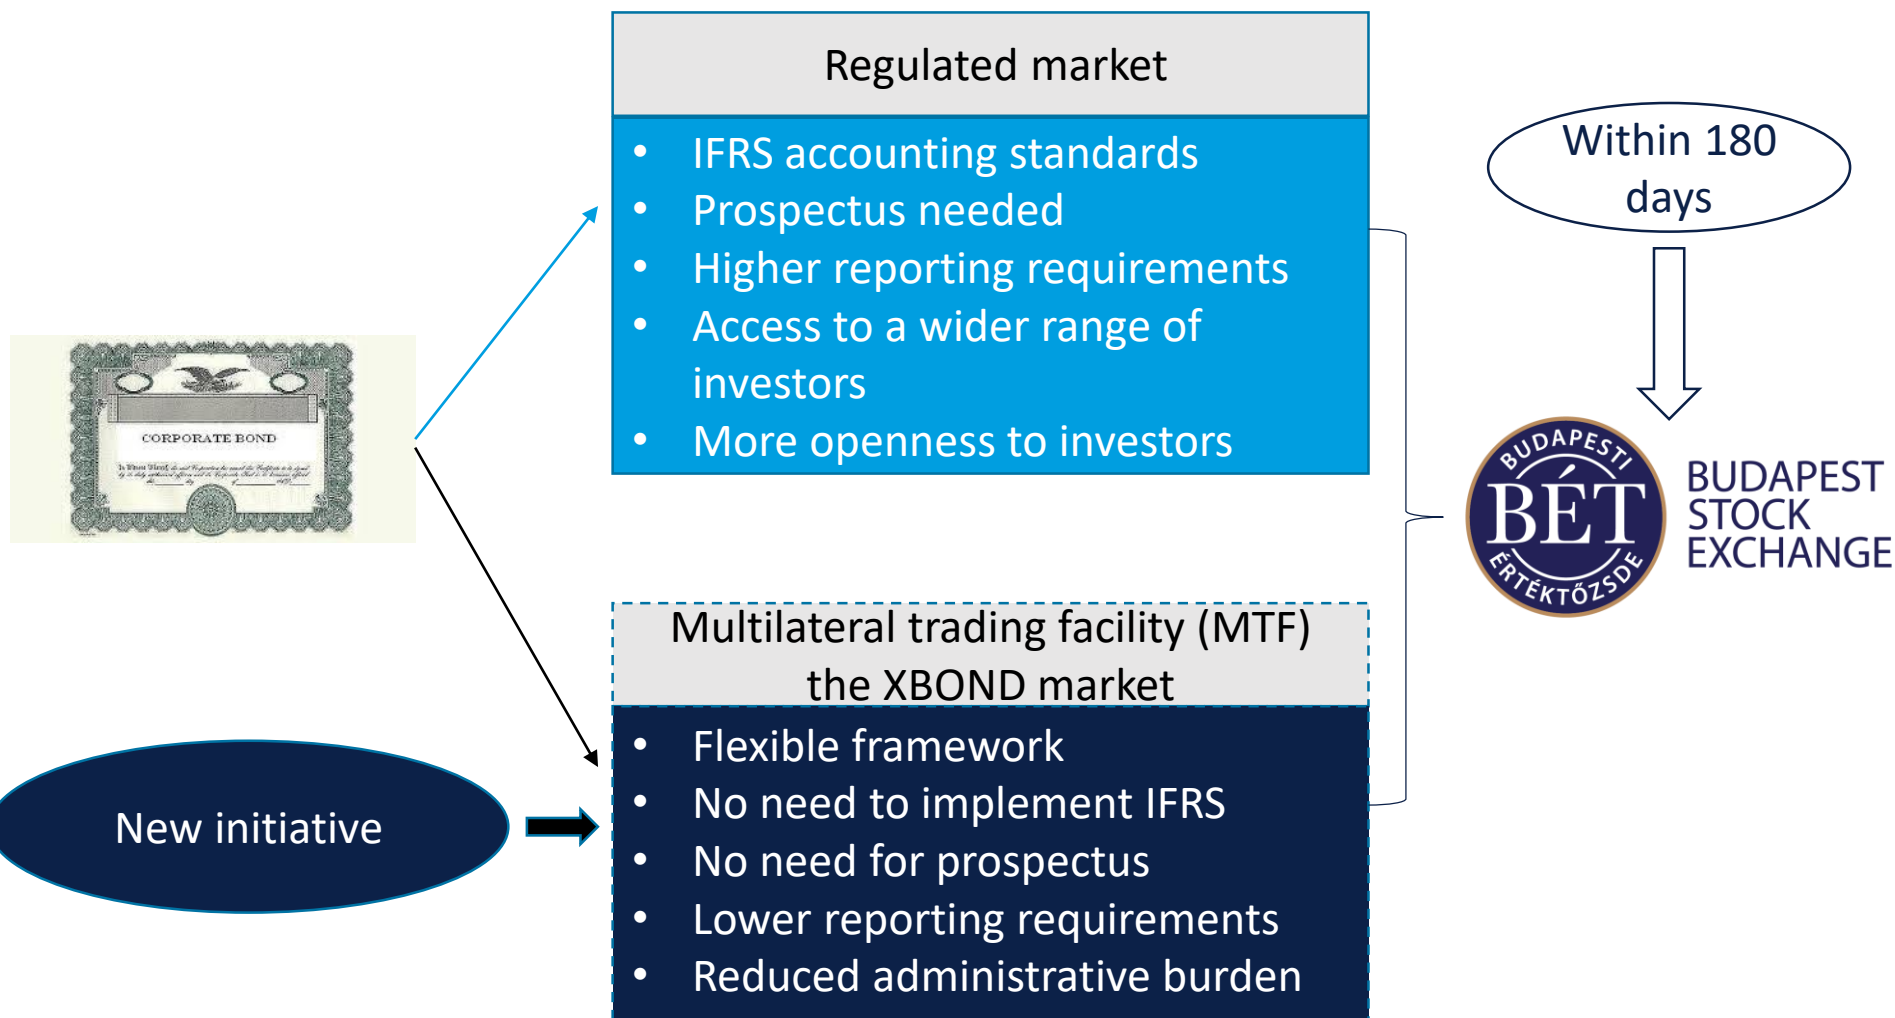 Regulated market
• IFRS accounting standards
• Prospectus needed
• Higher reporting requirements
• Access to a wider range of
investors
• More openness to investors
Within 180
days
CORPORATE BOND
BUDAPESTI
BÉT
ÉRTÉKTŐZSDE
BUDAPEST
STOCK
EXCHANGE
Multilateral trading facility (MTF)
the XBOND market
• Flexible framework
• No need to implement IFRS
• No need for prospectus
• Lower reporting requirements
• Reduced administrative burden
New initiative